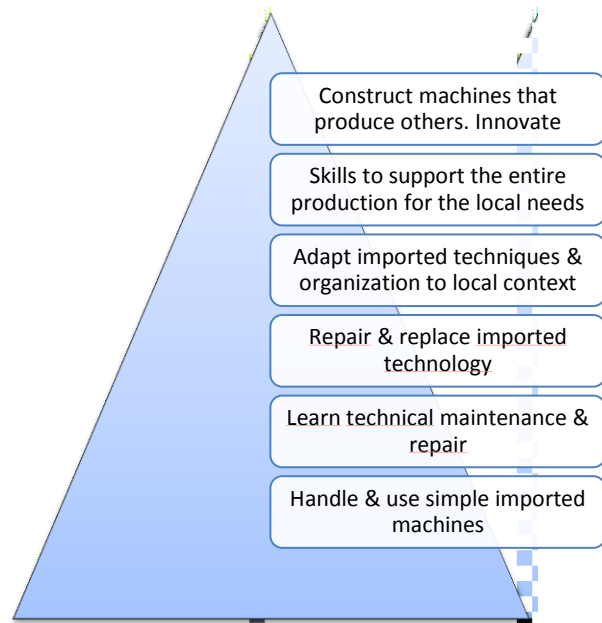 Construct machines that
produce others. Innovate
Skills to support the entire
production for the local needs
Adapt imported techniques &
organization to local context
Repair & replace imported
technology
Learn technical maintenance &
repair
Handle & use simple imported
machines